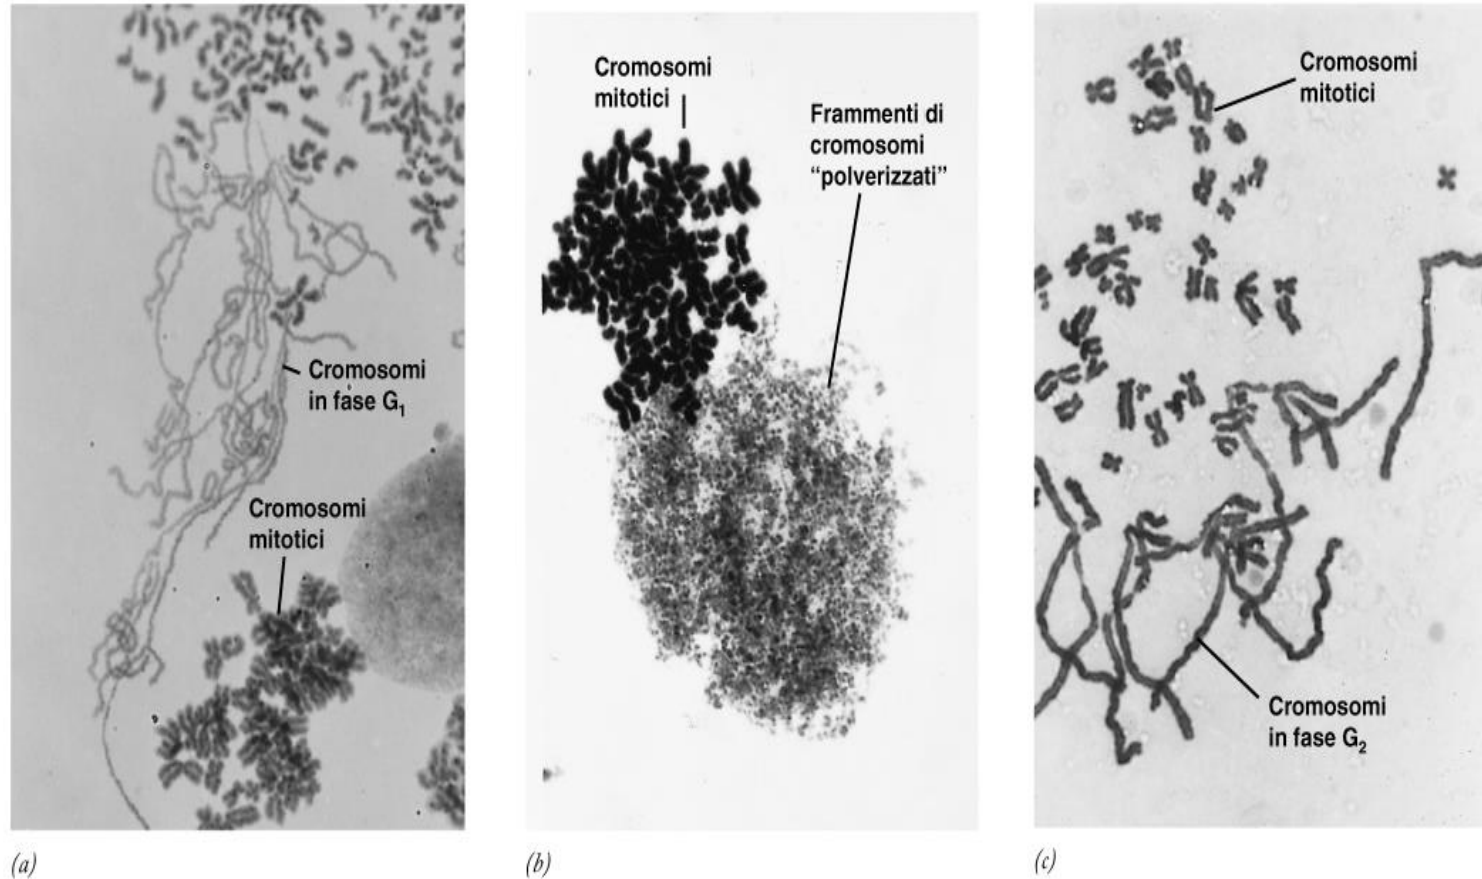 Cromosomi
in fase G₁
Cromosomi
mitotici
(a)
Cromosomi
mitotici
Frammenti di
cromosomi
“polverizzati”
(b)
Cromosomi
mitotici
Cromosomi
in fase G₂
(c)